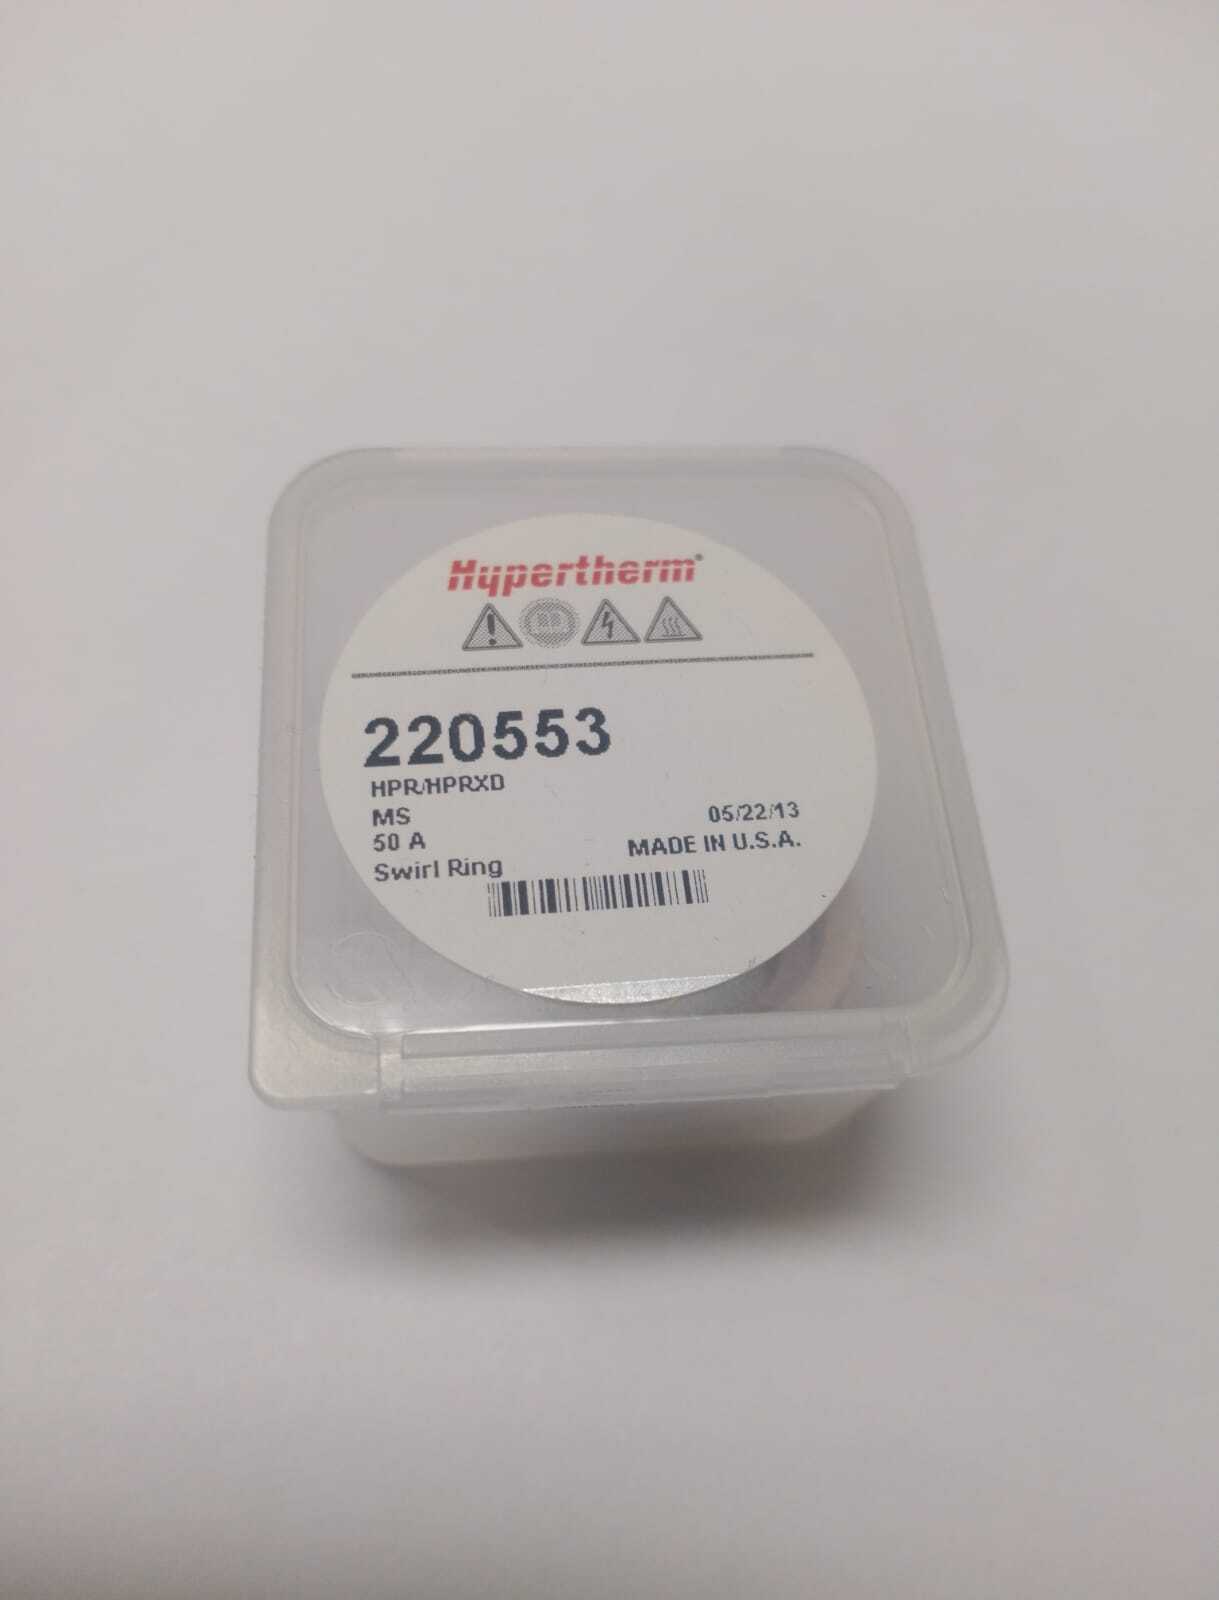 Hypertherm®
220553
HPR/HPRXD
MS
05/22/13
50 A
MADE IN U.S.A.
Swirl Ring